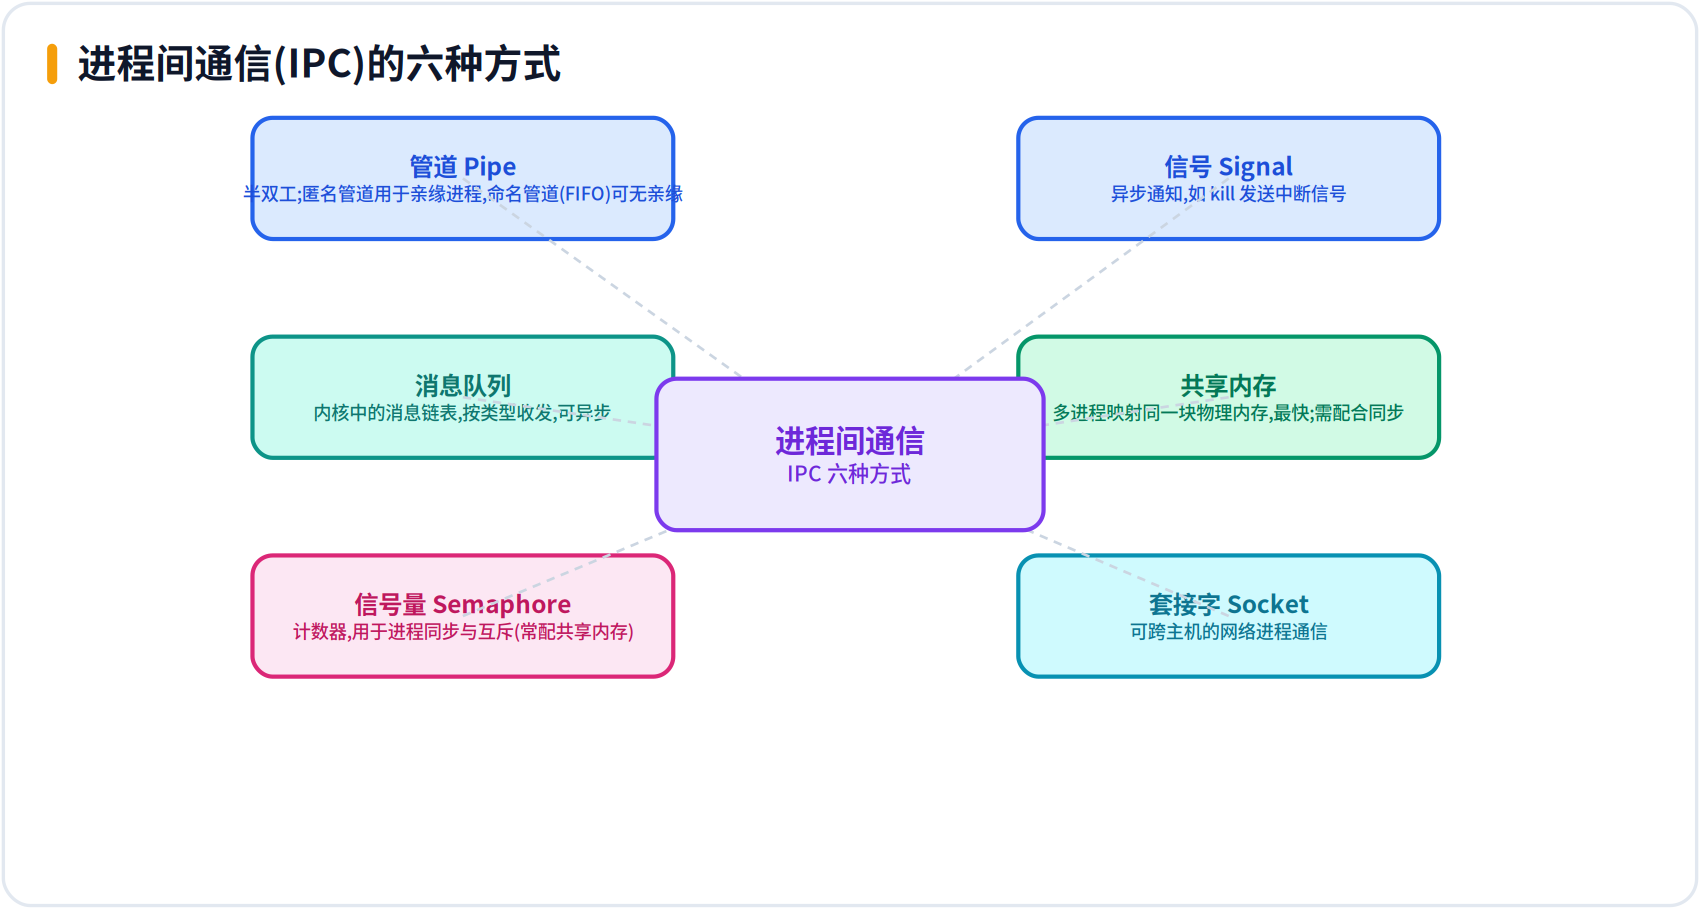 进程间通信(IPC)的六种方式
管道 Pipe
半双工;匿名管道用于亲缘进程,命名管道(FIFO)可无亲缘
信号 Signal
异步通知,如 kill 发送中断信号
消息队列
内核中的消息链表,按类型收发,可异步
共享内存
多进程映射同一块物理内存,最快;需配合同步
进程间通信
IPC 六种方式
信号量 Semaphore
计数器,用于进程同步与互斥(常配共享内存)
套接字 Socket
可跨主机的网络进程通信